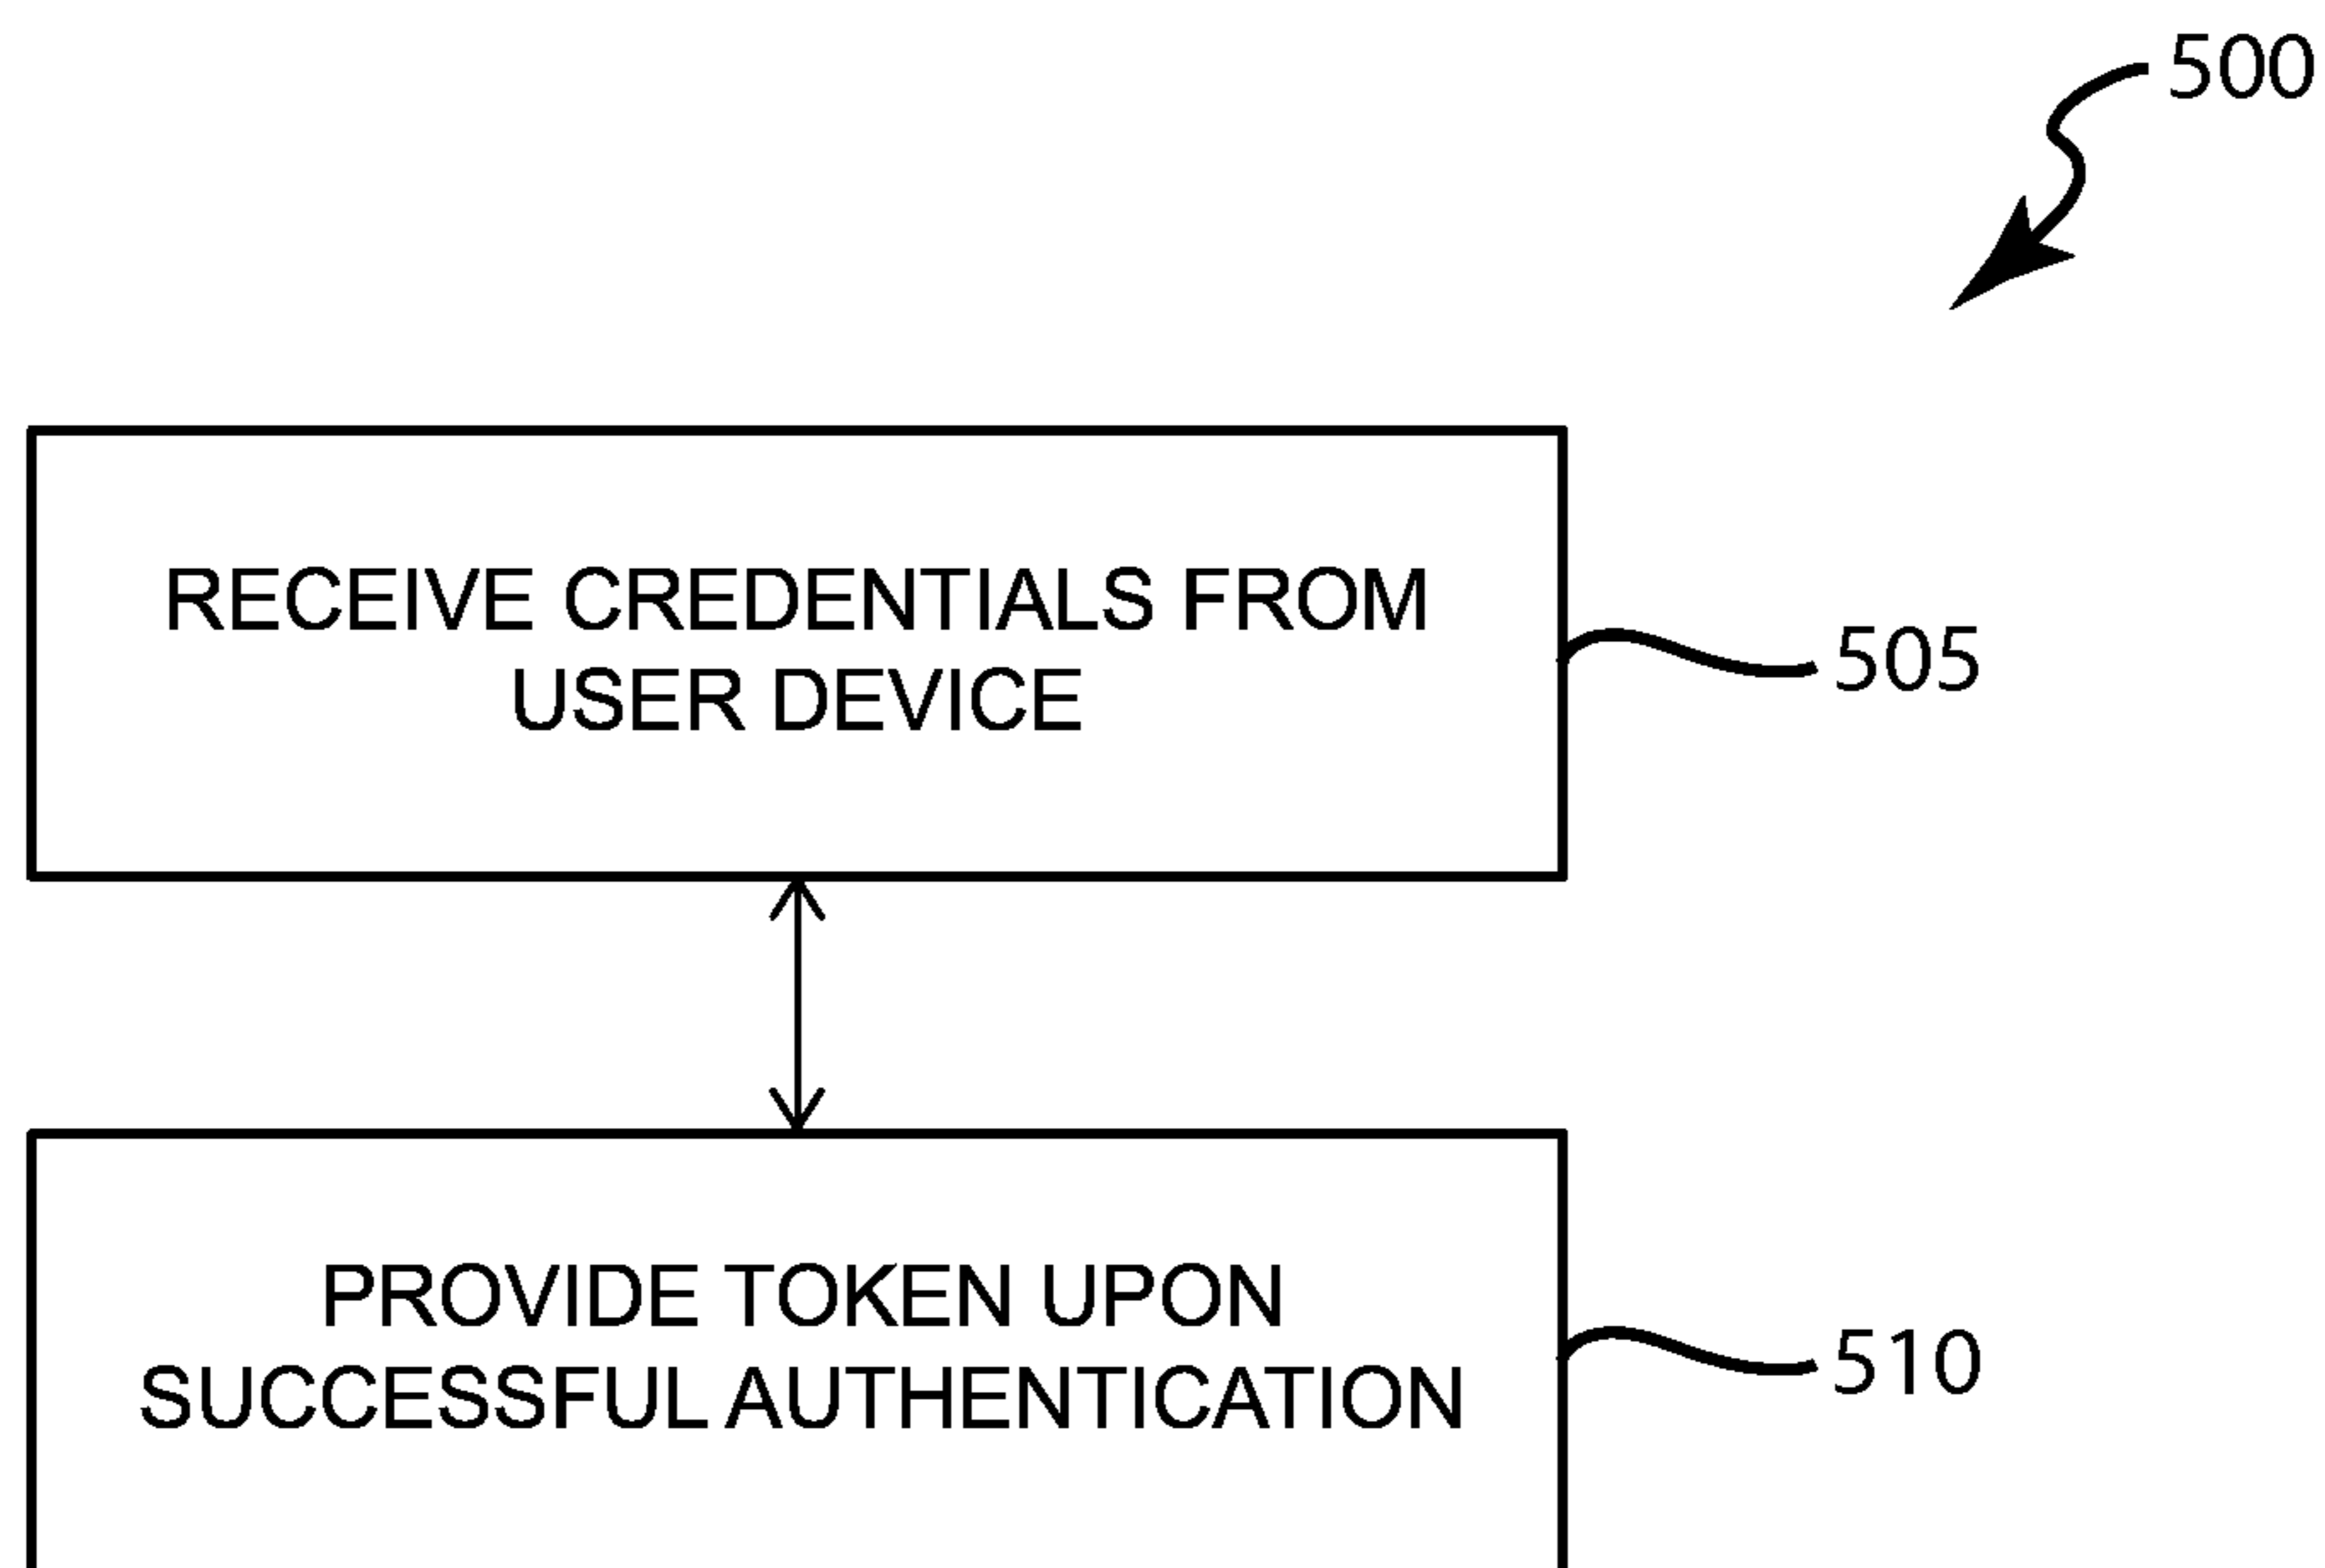 500
RECEIVE CREDENTIALS FROM
USER DEVICE
505
PROVIDE TOKEN UPON
SUCCESSFUL AUTHENTICATION
510